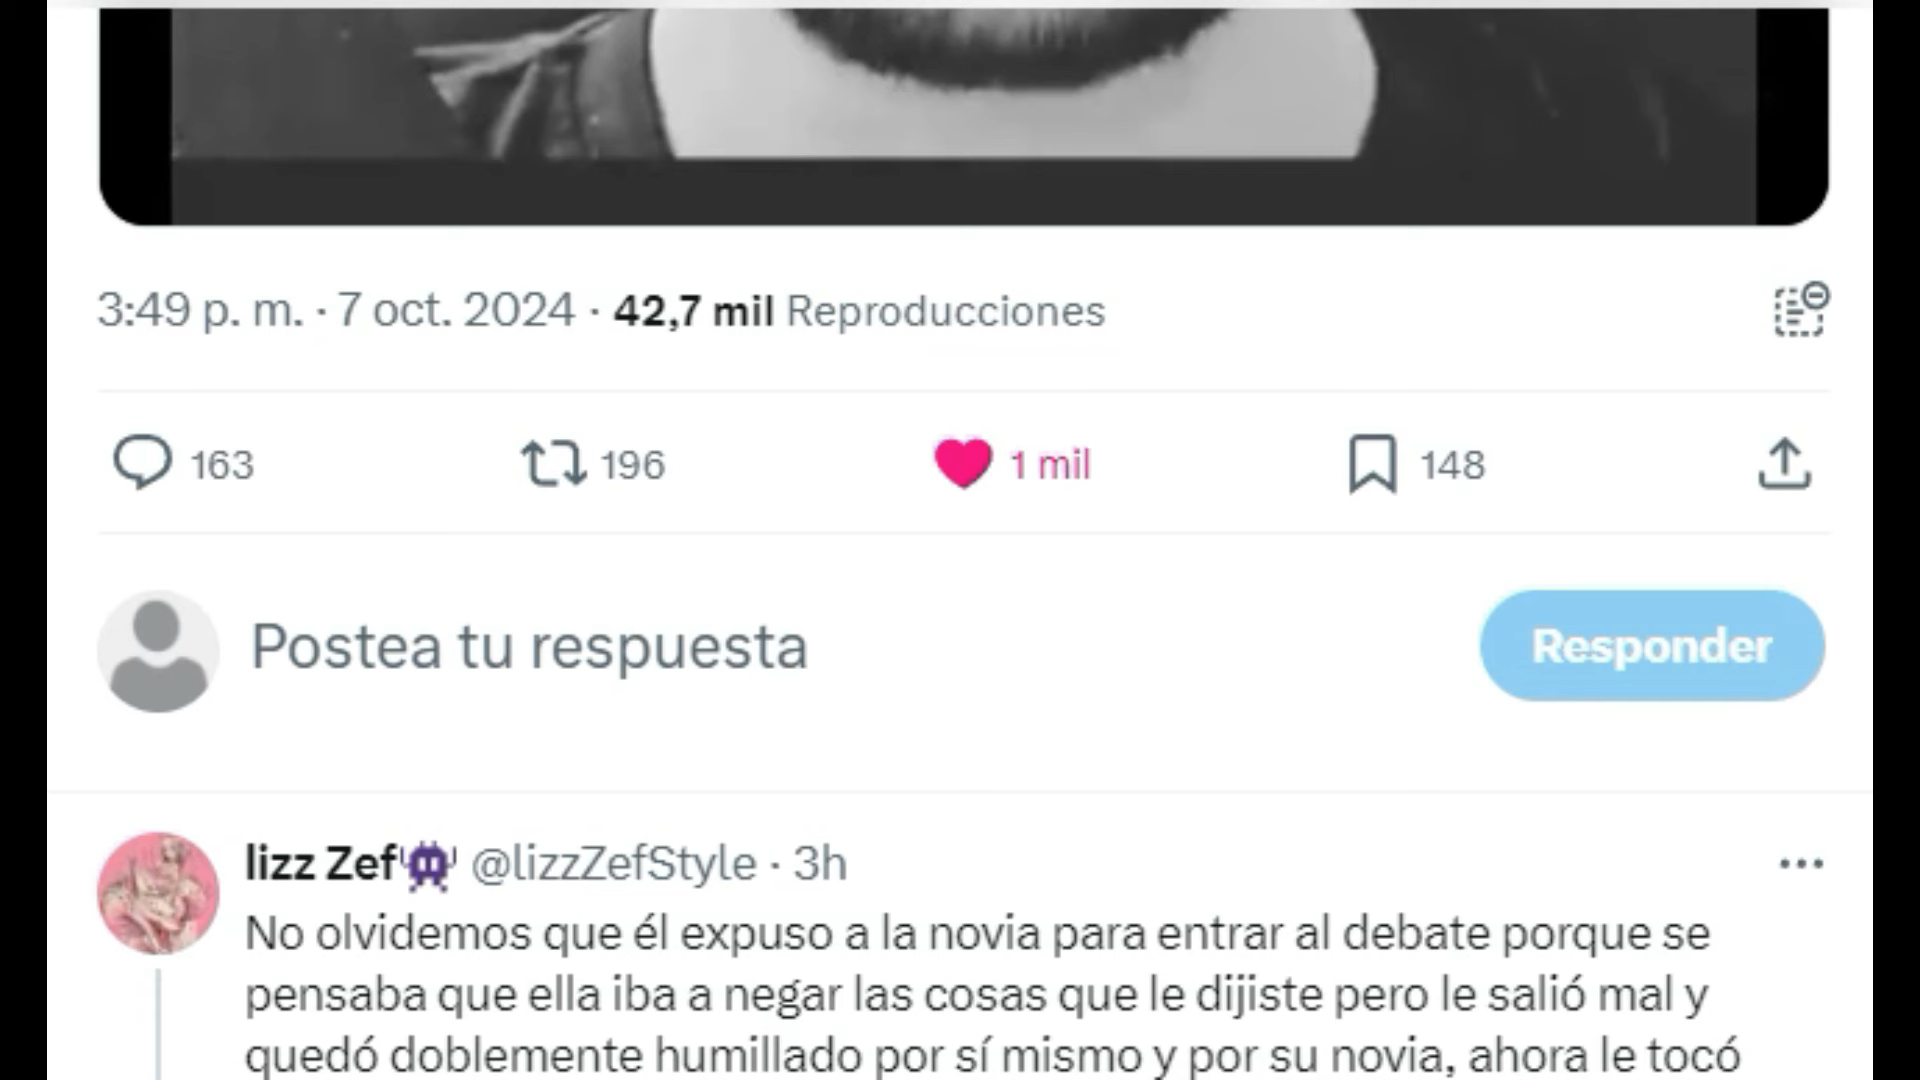 3:49 p. m. · 7 oct. 2024 · 42,7 mil Reproducciones
163 196 1 mil 148
Postea tu respuesta Responder
lizz Zef @lizzZefStyle · 3h
No olvidemos que él expuso a la novia para entrar al debate porque se
pensaba que ella iba a negar las cosas que le dijiste pero le salió mal y
quedó doblemente humillado por sí mismo y por su novia, ahora le tocó